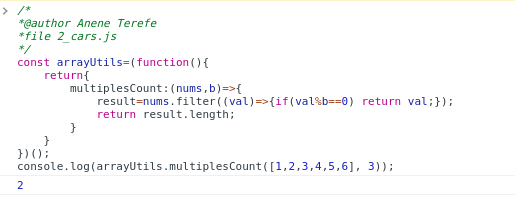 /*
*@author Anene Terefe
*file 2_cars.js
*/
const arrayUtils=(function(){
    return{
        multiplesCount:(nums,b)=>{
            result=nums.filter((val)=>{if(val%b==0) return val;});
            return result.length;
        }
    }
})();
console.log(arrayUtils.multiplesCount([1,2,3,4,5,6], 3));
2